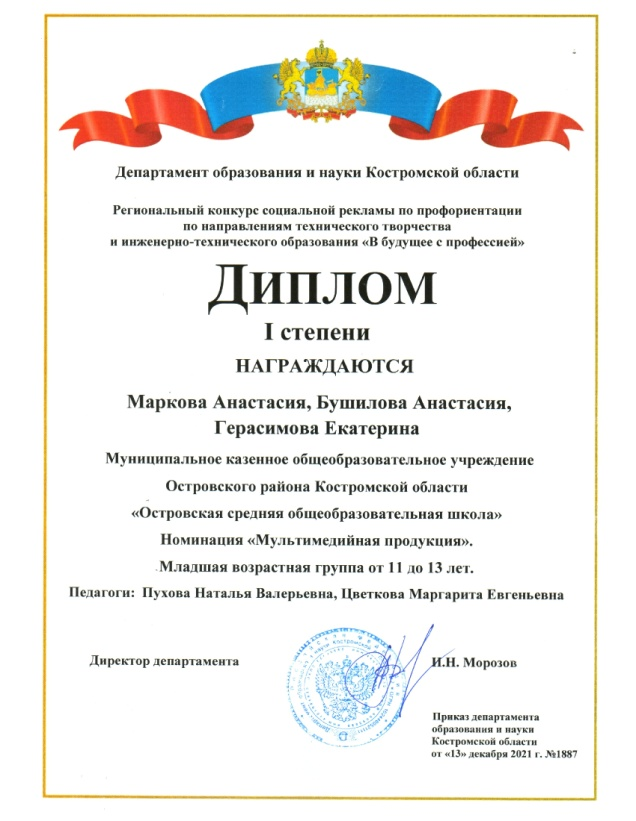 Департамент образования и науки Костромской области
Региональный конкурс социальной рекламы по профориентации
по направлениям технического творчества
и инженерно-технического образования «В будущее с профессией»
ДИПЛОМ
I степени
НАГРАЖДАЮТСЯ
Маркова Анастасия, Бушилова Анастасия,
Герасимова Екатерина
Муниципальное казенное общеобразовательное учреждение
Островского района Костромской области
«Островская средняя общеобразовательная школа»
Номинация «Мультимедийная продукция».
Младшая возрастная группа от 11 до 13 лет.
Педагоги: Пухова Наталья Валерьевна, Цветкова Маргарита Евгеньевна
Директор департамента
И.Н. Морозов
Приказ департамента
образования и науки
Костромской области
от «13» декабря 2021 г. №1887